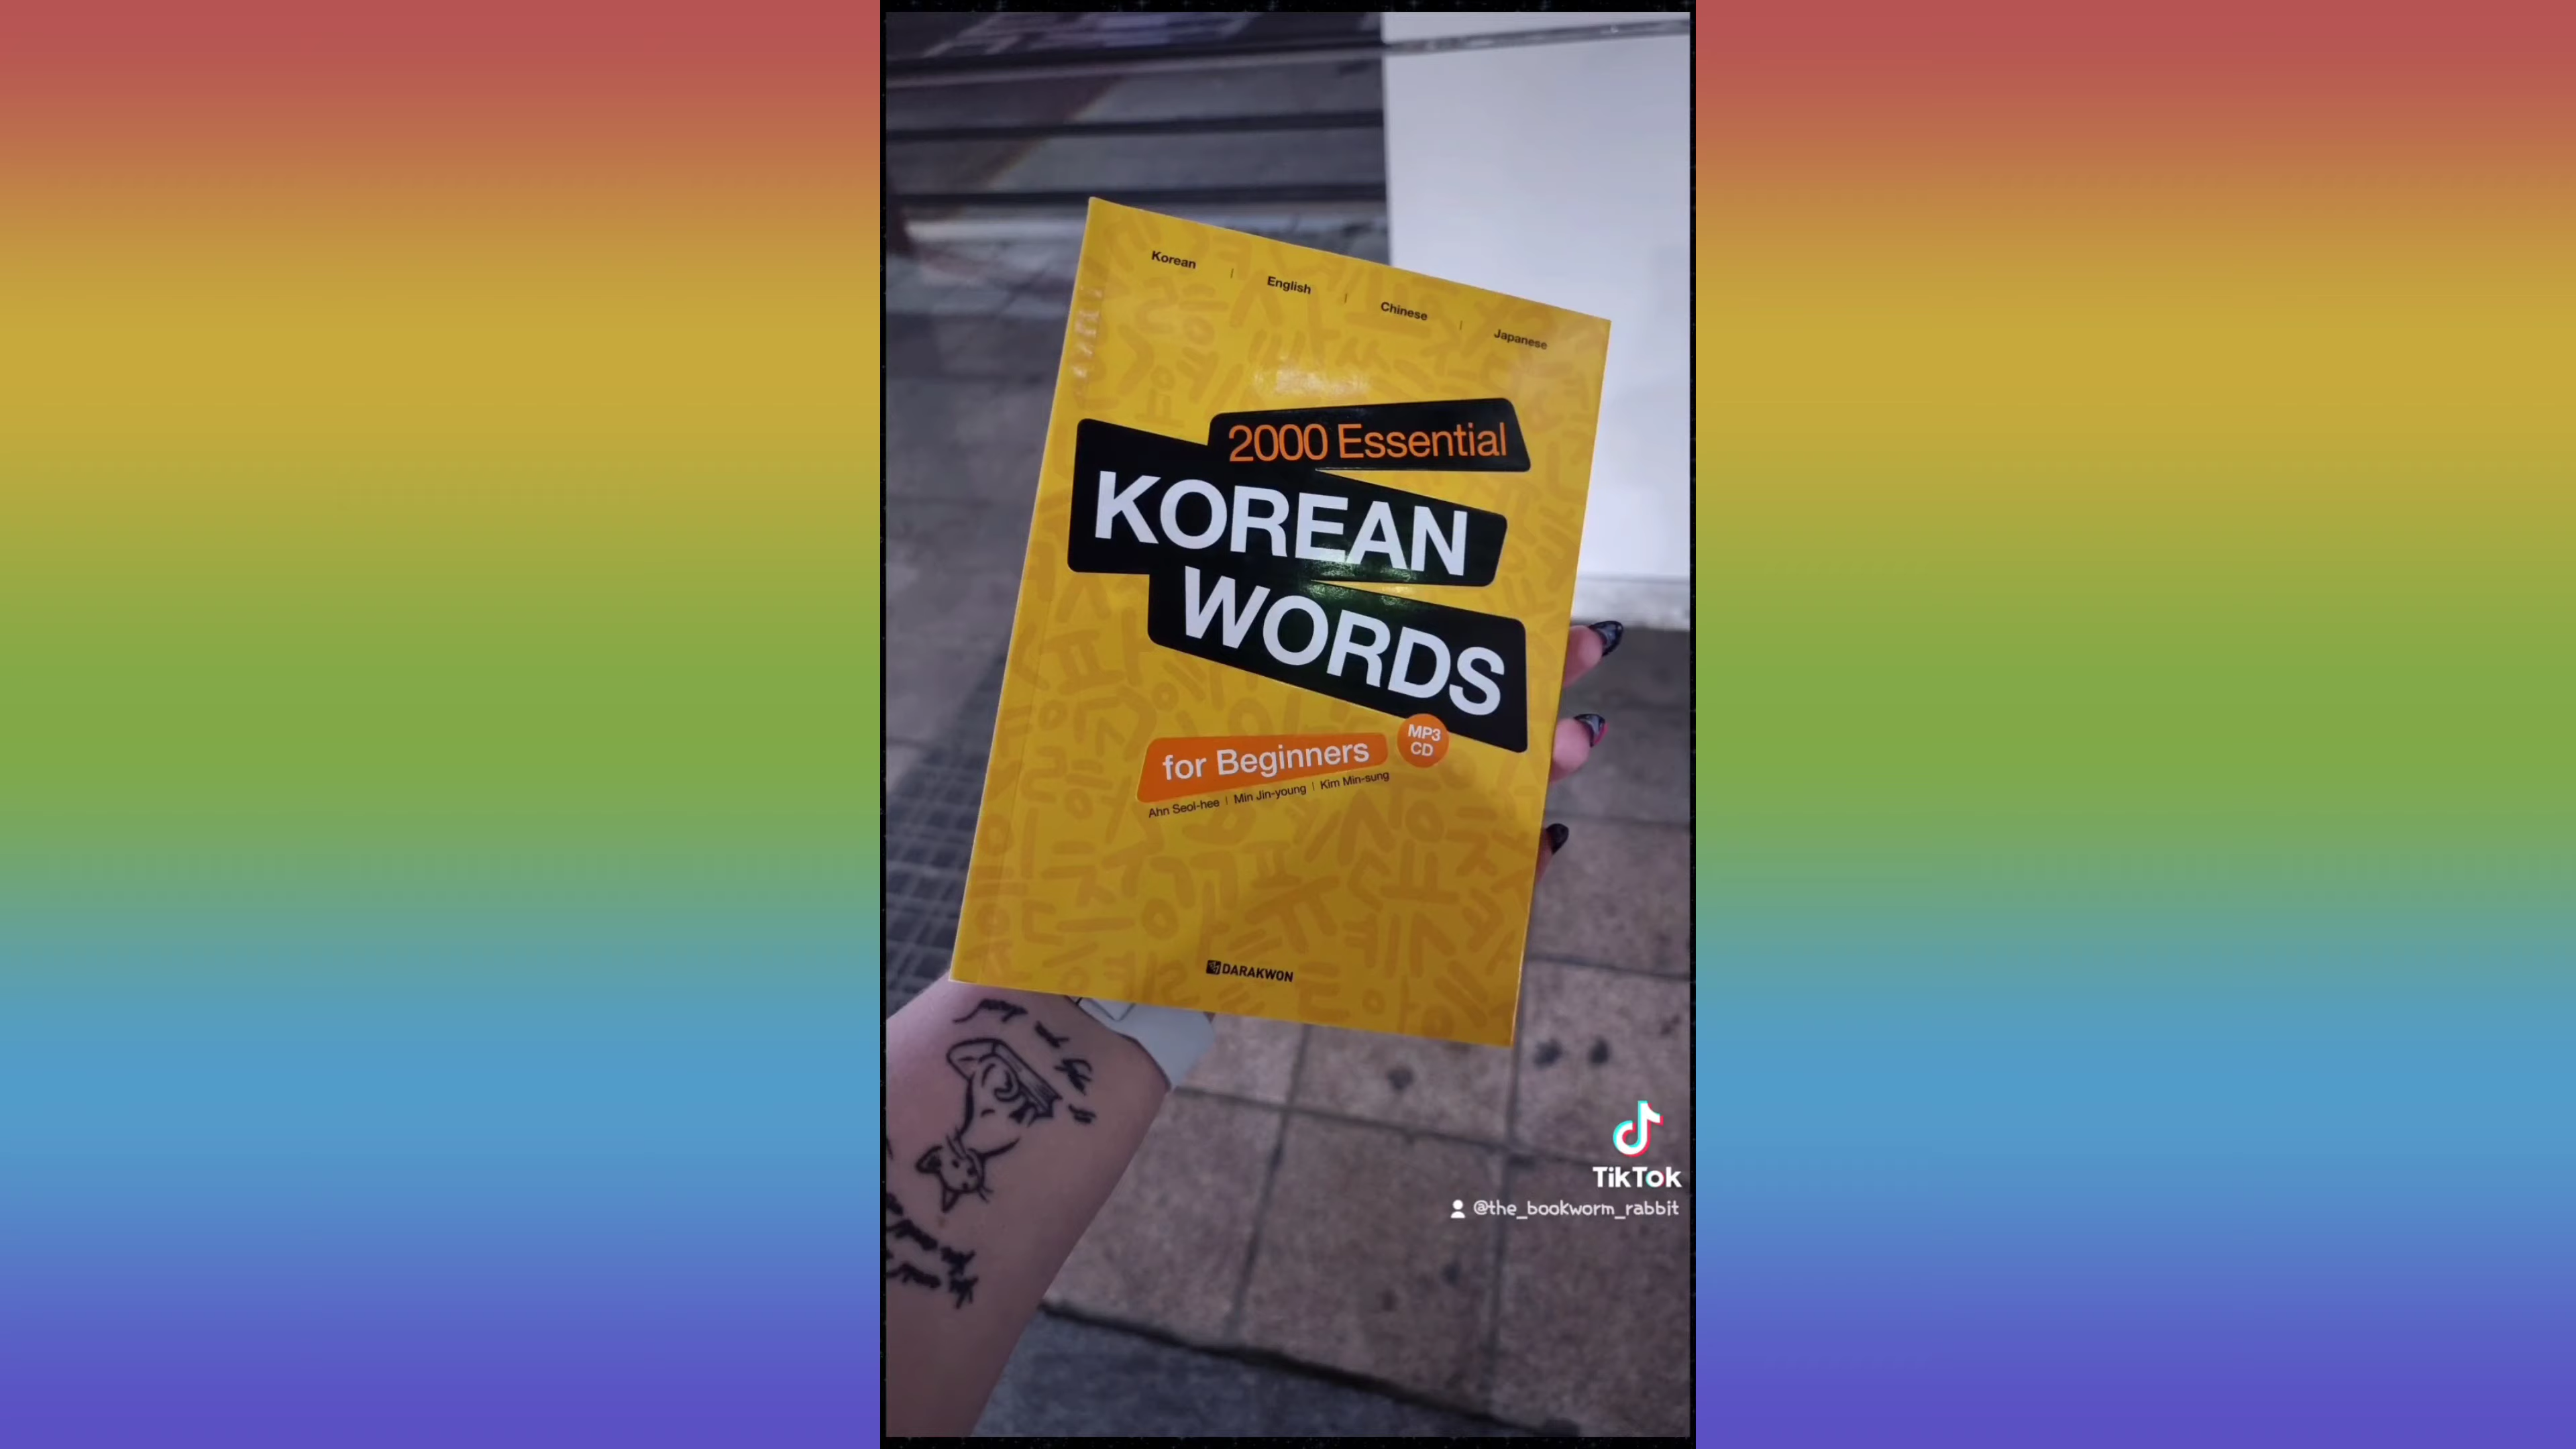 Korean | English | Chinese | Japanese
2000 Essential
KOREAN
WORDS
MP3
CD
for Beginners
Ahn Seol-hee | Min Jin-young | Kim Min-sung
DARAKWON
TikTok
@the_bookworm_rabbit